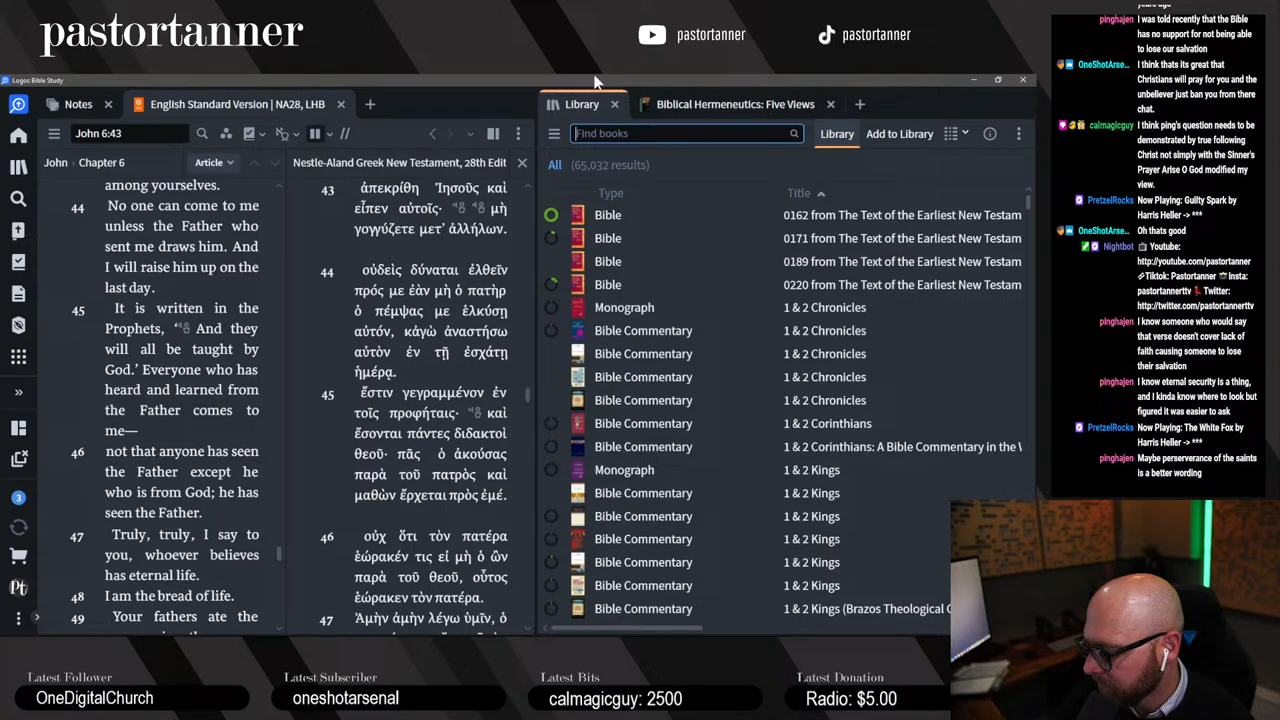 pastortanner
pastortanner
pastortanner
Logos Bible Study
Notes
English Standard Version | NA28, LHB
Library
Biblical Hermeneutics: Five Views
John 6:43
Find books
Library
Add to Library
John › Chapter 6
Article
Nestle-Aland Greek New Testament, 28th Edit
All (65,032 results)
Type
Title
among yourselves.
44 No one can come to me
unless the Father who
sent me draws him. And
I will raise him up on the
last day.
45 It is written in the
Prophets, ‘And they
will all be taught by
God.’ Everyone who has
heard and learned from
the Father comes to
me—
46 not that anyone has seen
the Father except he
who is from God; he has
seen the Father.
47 Truly, truly, I say to
you, whoever believes
has eternal life.
48 I am the bread of life.
49 Your fathers ate the
43 ἀπεκρίθη Ἰησοῦς καὶ
εἶπεν αὐτοῖς· μὴ
γογγύζετε μετ’ ἀλλήλων.
44 οὐδεὶς δύναται ἐλθεῖν
πρός με ἐὰν μὴ ὁ πατὴρ
ὁ πέμψας με ἑλκύσῃ
αὐτόν, κἀγὼ ἀναστήσω
αὐτὸν ἐν τῇ ἐσχάτῃ
ἡμέρᾳ.
45 ἔστιν γεγραμμένον ἐν
τοῖς προφήταις· καὶ
ἔσονται πάντες διδακτοὶ
θεοῦ· πᾶς ὁ ἀκούσας
παρὰ τοῦ πατρὸς καὶ
μαθὼν ἔρχεται πρὸς ἐμέ.
46 οὐχ ὅτι τὸν πατέρα
ἑώρακέν τις εἰ μὴ ὁ ὢν
παρὰ τοῦ θεοῦ, οὗτος
ἑώρακεν τὸν πατέρα.
47 Ἀμὴν ἀμὴν λέγω ὑμῖν, ὁ
Bible 0162 from The Text of the Earliest New Testam
Bible 0171 from The Text of the Earliest New Testam
Bible 0189 from The Text of the Earliest New Testam
Bible 0220 from The Text of the Earliest New Testam
Monograph 1 & 2 Chronicles
Bible Commentary 1 & 2 Chronicles
Bible Commentary 1 & 2 Chronicles
Bible Commentary 1 & 2 Chronicles
Bible Commentary 1 & 2 Chronicles
Bible Commentary 1 & 2 Corinthians
Bible Commentary 1 & 2 Corinthians: A Bible Commentary in the W
Monograph 1 & 2 Kings
Bible Commentary 1 & 2 Kings
Bible Commentary 1 & 2 Kings
Bible Commentary 1 & 2 Kings
Bible Commentary 1 & 2 Kings
Bible Commentary 1 & 2 Kings
Bible Commentary 1 & 2 Kings (Brazos Theological C
3
Pt
years ago
pinghajen I was told recently that the Bible
has no support for not being able
to lose our salvation
OneShotArse... I think thats its great that
Christians will pray for you and the
unbeliever just ban you from there
chat.
calmagicguy I think ping's question needs to be
demonstrated by true following
Christ not simply with the Sinner's
Prayer Arise O God modified my
view.
PretzelRocks Now Playing: Guilty Spark by
Harris Heller -> ***
OneShotArse... Oh thats good
Nightbot Youtube:
http://youtube.com/pastortanner
Tiktok: Pastortanner Insta:
pastortannerttv Twitter:
http://twitter.com/pastortannerttv
pinghajen I know someone who would say
that verse doesn't cover lack of
faith causing someone to lose
their salvation
pinghajen I know eternal security is a thing,
and I kinda know where to look but
figured it was easier to ask
PretzelRocks Now Playing: The White Fox by
Harris Heller -> ***
pinghajen Maybe perserverance of the saints
is a better wording
Latest Follower
OneDigitalChurch
Latest Subscriber
oneshotarsenal
Latest Bits
calmagicguy: 2500
Latest Donation
Radio: $5.00